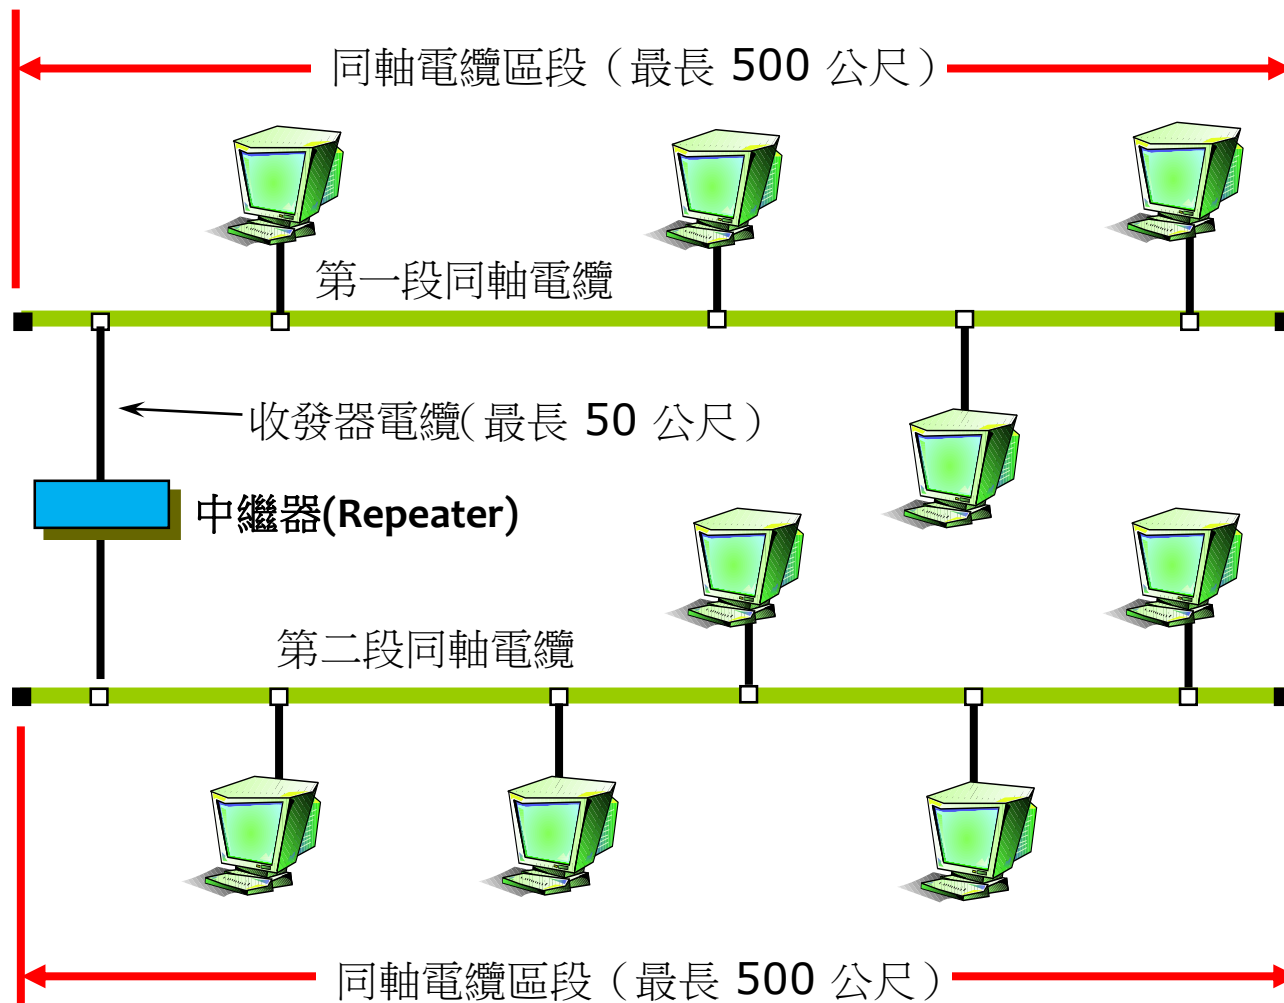 同軸電纜區段（最長 500 公尺）
第一段同軸電纜
收發器電纜(最長 50 公尺）
中繼器(Repeater)
第二段同軸電纜
同軸電纜區段（最長 500 公尺）